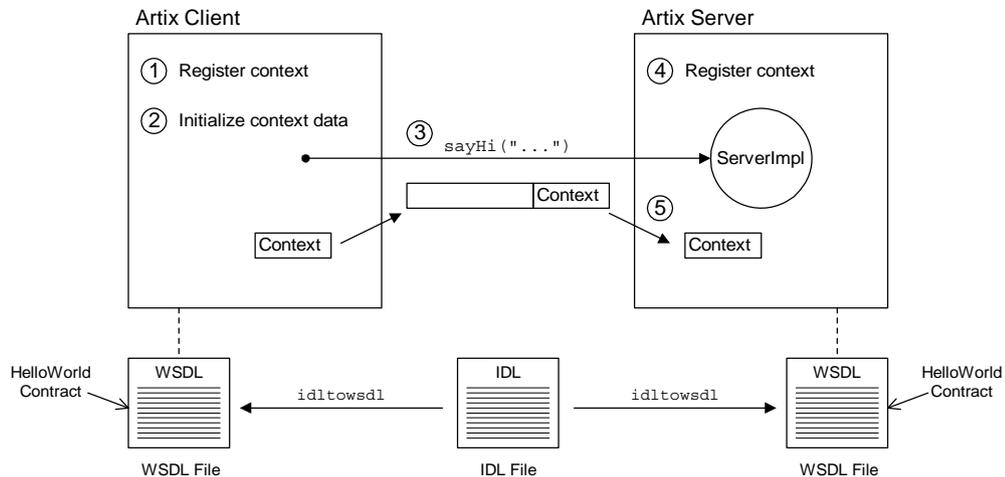 Artix Client
Artix Server
1 Register context
4 Register context
2 Initialize context data
3
sayHi("...")
ServerImpl
Context
5
Context
Context
HelloWorld
Contract
WSDL
IDL
WSDL
HelloWorld
Contract
idltowsdl
idltowsdl
WSDL File
IDL File
WSDL File